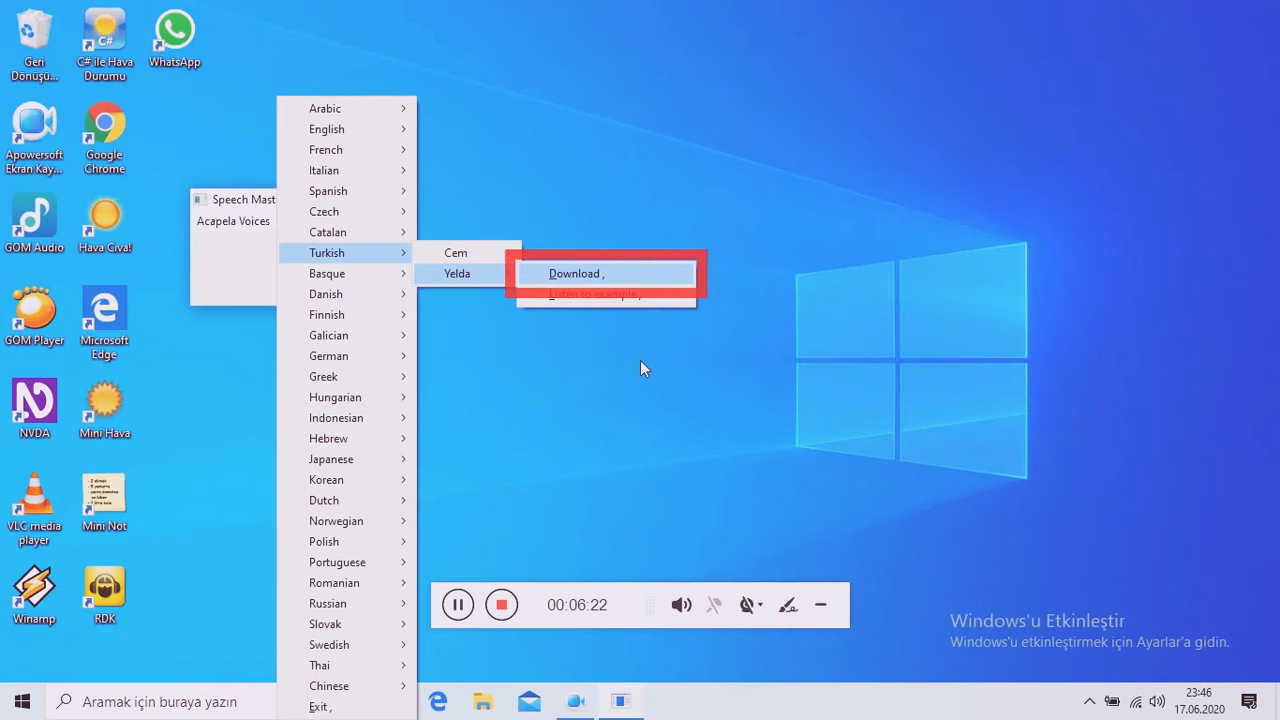 Geri
Dönüşü...
C# ile Hava
Durumu
WhatsApp
Apowersoft
Ekran Kay...
Google
Chrome
GOM Audio
Hava Cıva!
GOM Player
Microsoft
Edge
NVDA
Mini Hava
VLC media
player
Mini Not
Winamp
RDK
Speech Mast
Acapela Voices
Arabic
English
French
Italian
Spanish
Czech
Catalan
Turkish
Basque
Danish
Finnish
Galician
German
Greek
Hungarian
Indonesian
Hebrew
Japanese
Korean
Dutch
Norwegian
Polish
Portuguese
Romanian
Russian
Slovak
Swedish
Thai
Chinese
Exit ,
Cem
Yelda
Download ,
Listen to example ,
00:06:22
Windows'u Etkinleştir
Windows'u etkinleştirmek için Ayarlar'a gidin.
Aramak için buraya yazın
23:46
17.06.2020